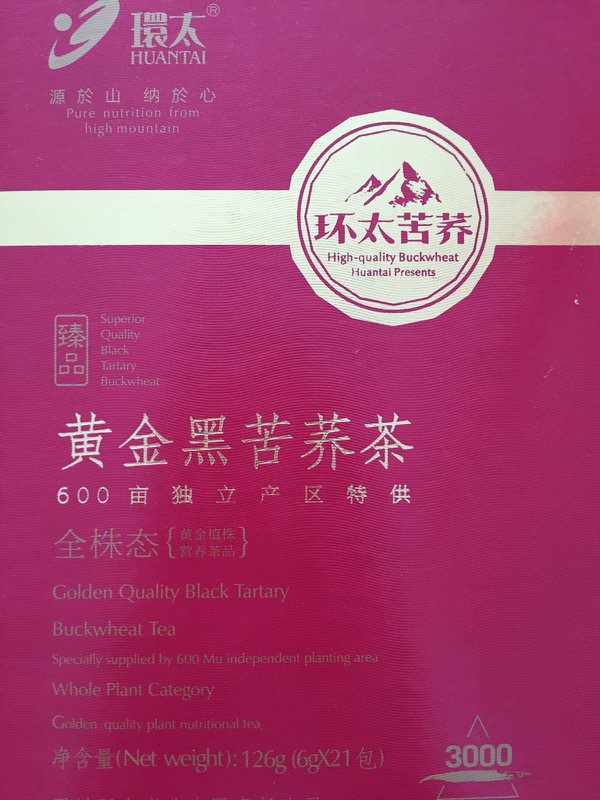 環太®
HUANTAI
源於山 纳於心
Pure nutrition from
high mountain
环太苦荞
High-quality Buckwheat
Huantai Presents
臻品
Superior
Quality
Black
Tartary
Buckwheat
黄金黑苦荞茶
600亩独立产区特供
全株态{黄金植株
营养茶品}
Golden Quality Black Tartary
Buckwheat Tea
Specially supplied by 600 Mu independent planting area
Whole Plant Category
Golden quality plant nutritional tea
净含量(Net weight): 126g (6gX21包)
3000